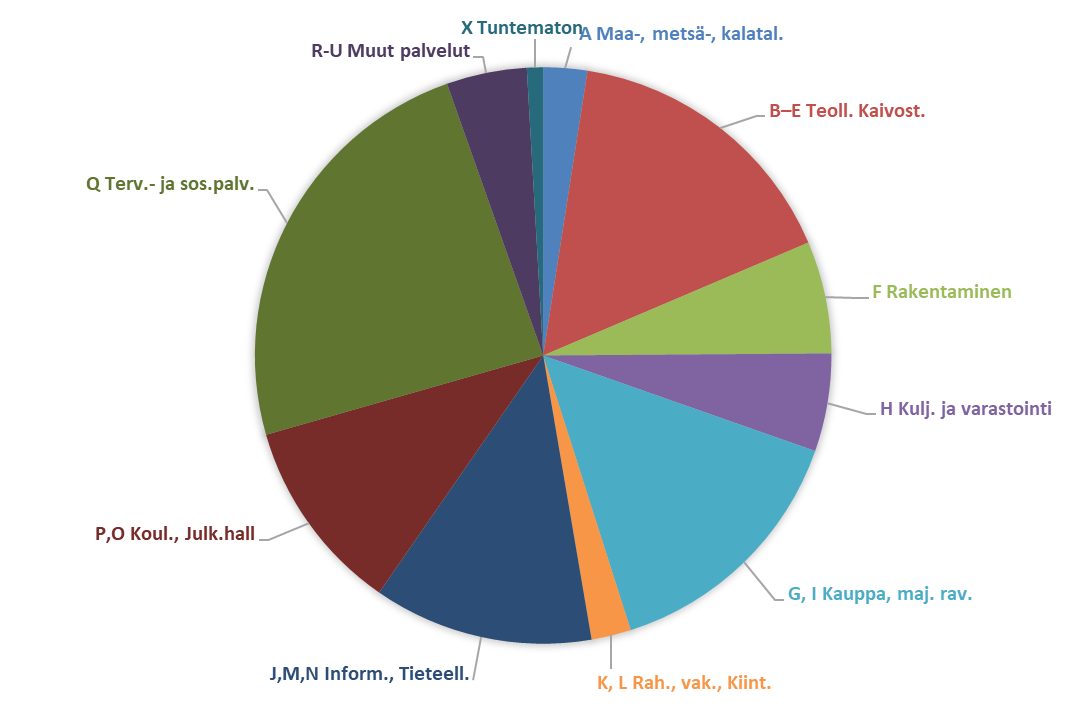 X Tuntematon
A Maa-, metsä-, kalatal.
R-U Muut palvelut
B–E Teoll. Kaivost.
Q Terv.- ja sos.palv.
F Rakentaminen
H Kulj. ja varastointi
P,O Koul., Julk.hall
G, I Kauppa, maj. rav.
J,M,N Inform., Tieteell.
K, L Rah., vak., Kiint.